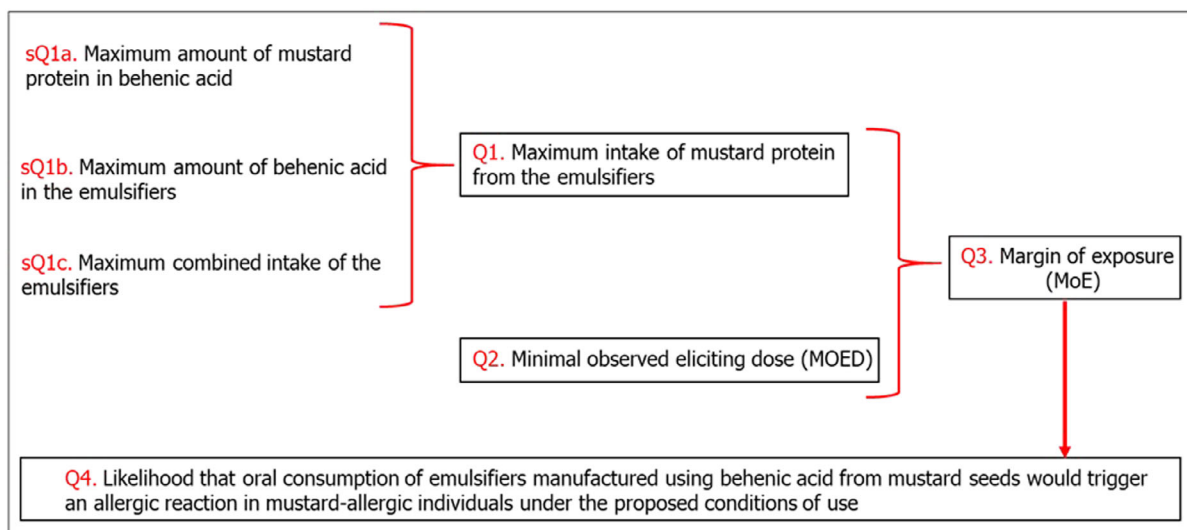 sQ1a. Maximum amount of mustard
protein in behenic acid
sQ1b. Maximum amount of behenic acid
in the emulsifiers
sQ1c. Maximum combined intake of the
emulsifiers
Q1. Maximum intake of mustard protein
from the emulsifiers
Q2. Minimal observed eliciting dose (MOED)
Q3. Margin of exposure
(MoE)
Q4. Likelihood that oral consumption of emulsifiers manufactured using behenic acid from mustard seeds would trigger
an allergic reaction in mustard-allergic individuals under the proposed conditions of use